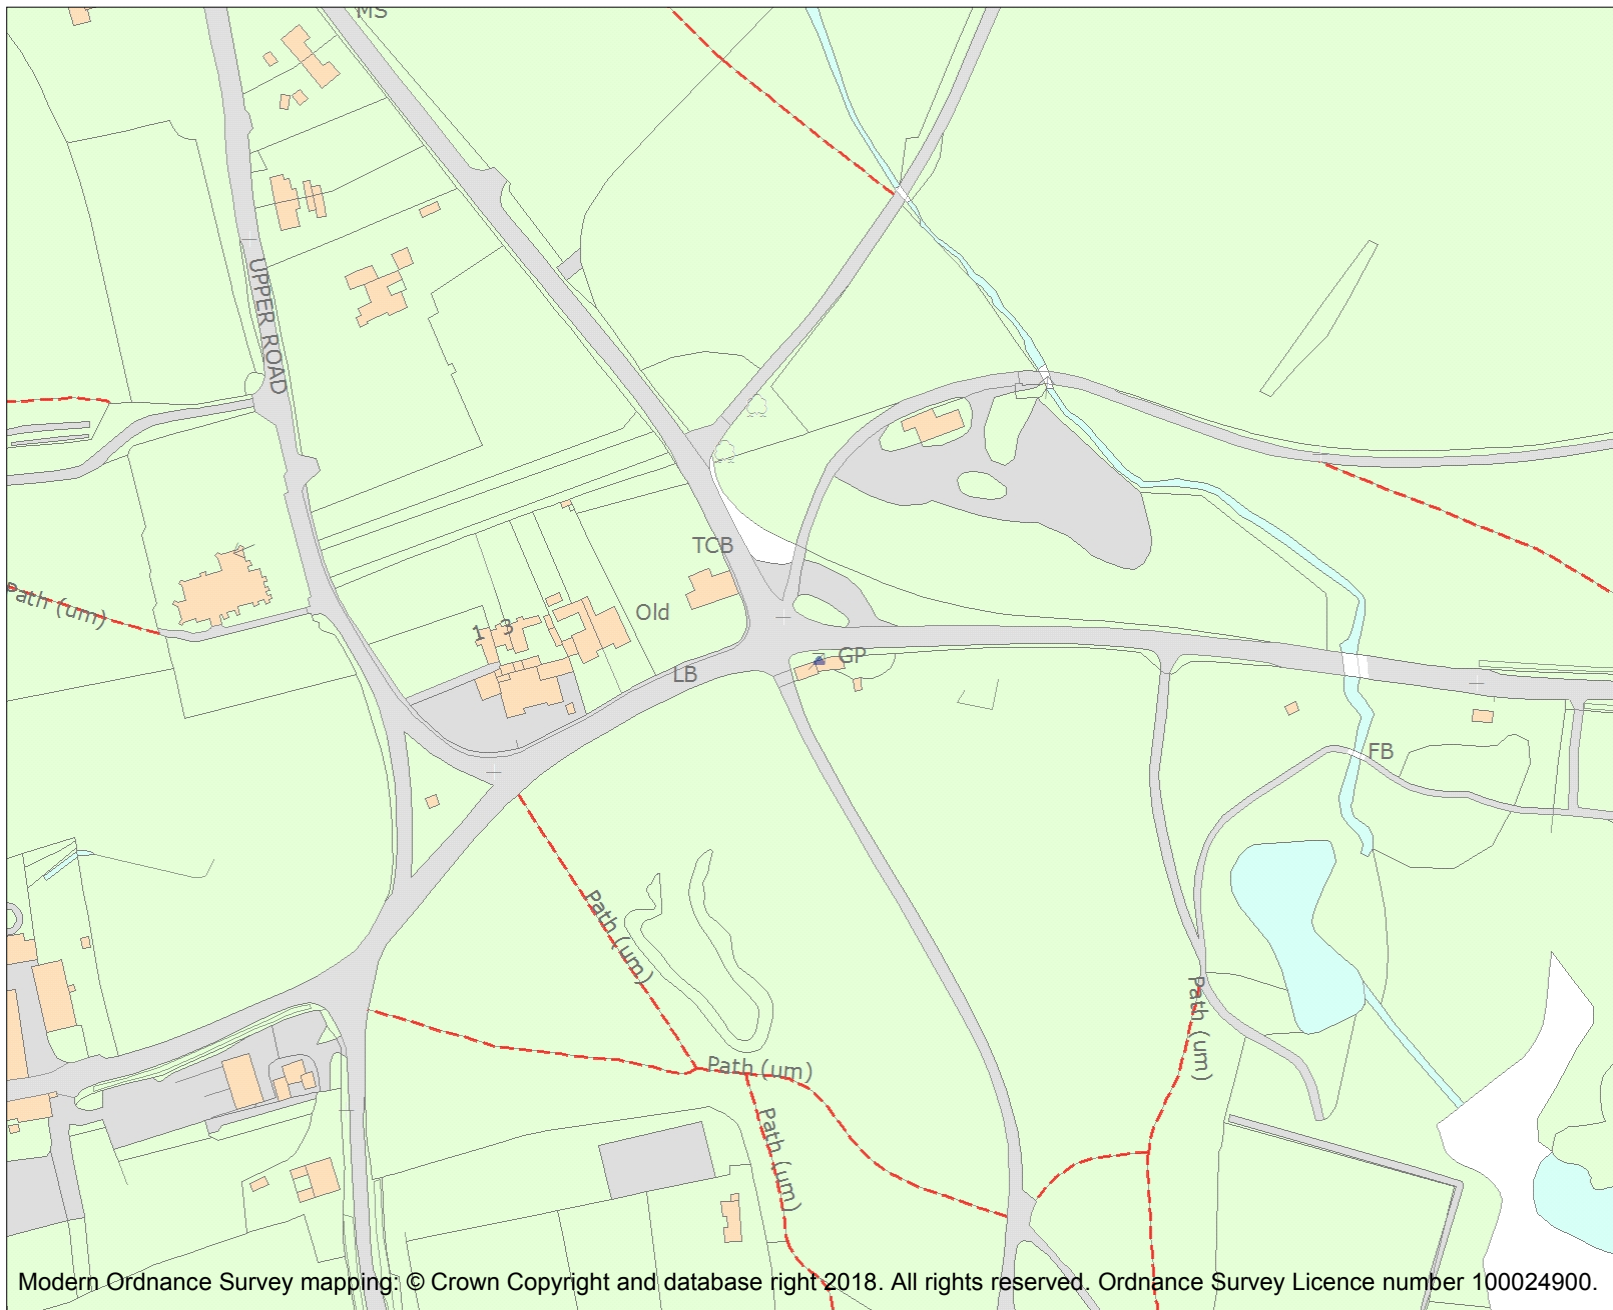 MS
UPPER ROAD
TCB
Path (um)
Old
1 3
LB
GP
FB
Path (um)
Path (um)
Path (um)
Path (um)
Modern Ordnance Survey mapping: © Crown Copyright and database right 2018. All rights reserved. Ordnance Survey Licence number 100024900.